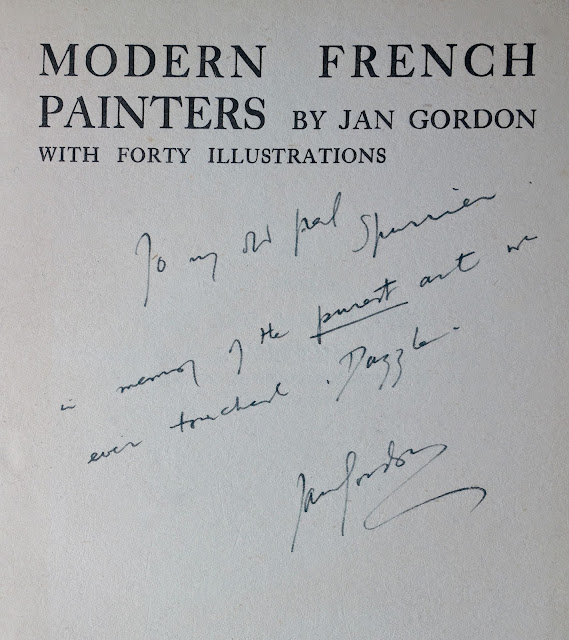 MODERN FRENCH
PAINTERS BY JAN GORDON
WITH FORTY ILLUSTRATIONS
To my old pal Spurrier
in memory of the purest art we
ever touched. Dazzle.
Jan Gordon